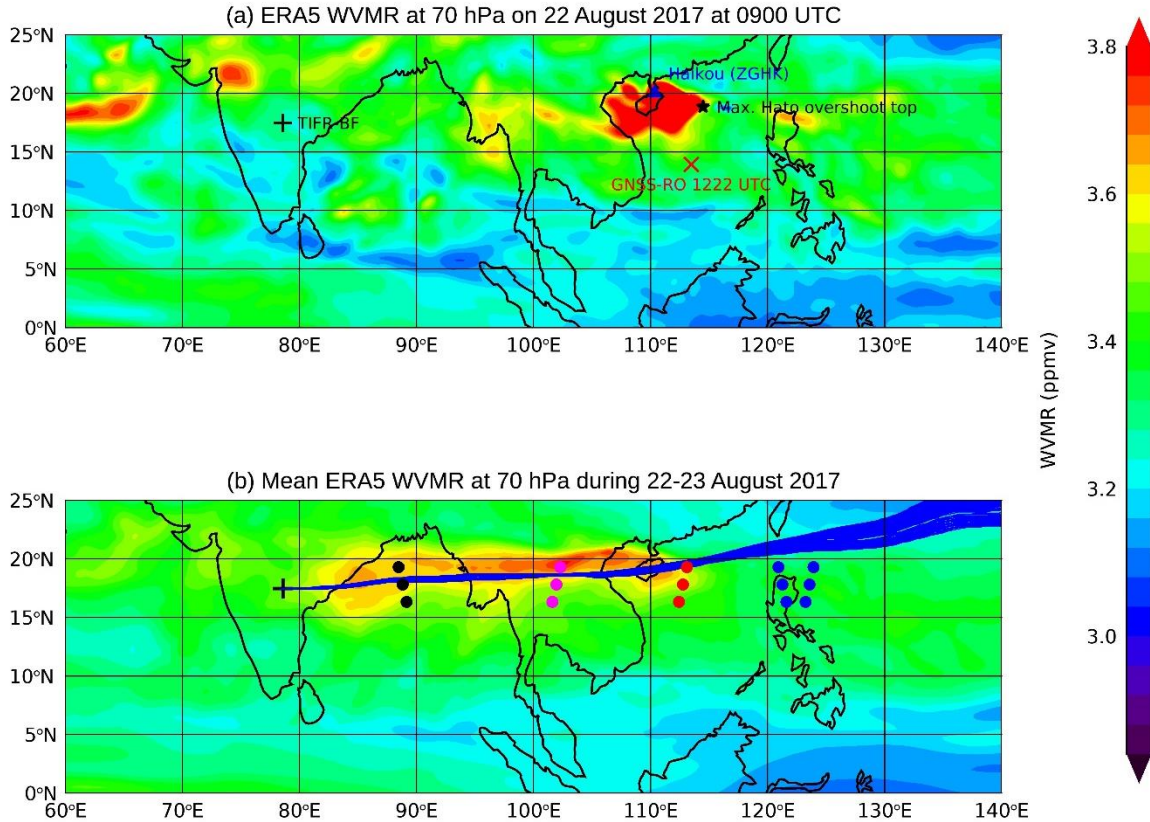 (a) ERA5 WVMR at 70 hPa on 22 August 2017 at 0900 UTC
25°N
20°N
15°N
10°N
5°N
0°N
Haikou (ZGHK)
Max. Hato overshoot top
TIFR-BF
GNSS-RO 1222 UTC
60°E 70°E 80°E 90°E 100°E 110°E 120°E 130°E 140°E
(b) Mean ERA5 WVMR at 70 hPa during 22-23 August 2017
25°N
20°N
15°N
10°N
5°N
0°N
60°E 70°E 80°E 90°E 100°E 110°E 120°E 130°E 140°E
WVMR (ppmv)
3.8
3.6
3.4
3.2
3.0